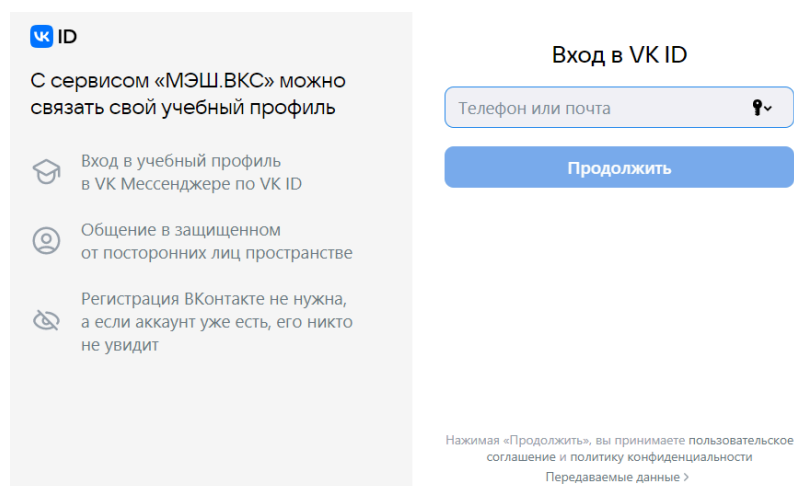 VK ID
С сервисом «МЭШ.ВКС» можно
связать свой учебный профиль
Вход в учебный профиль
в VK Мессенджере по VK ID
Общение в защищенном
от посторонних лиц пространстве
Регистрация ВКонтакте не нужна,
а если аккаунт уже есть, его никто
не увидит
Вход в VK ID
Телефон или почта
Продолжить
Нажимая «Продолжить», вы принимаете пользовательское
соглашение и политику конфиденциальности
Передаваемые данные >